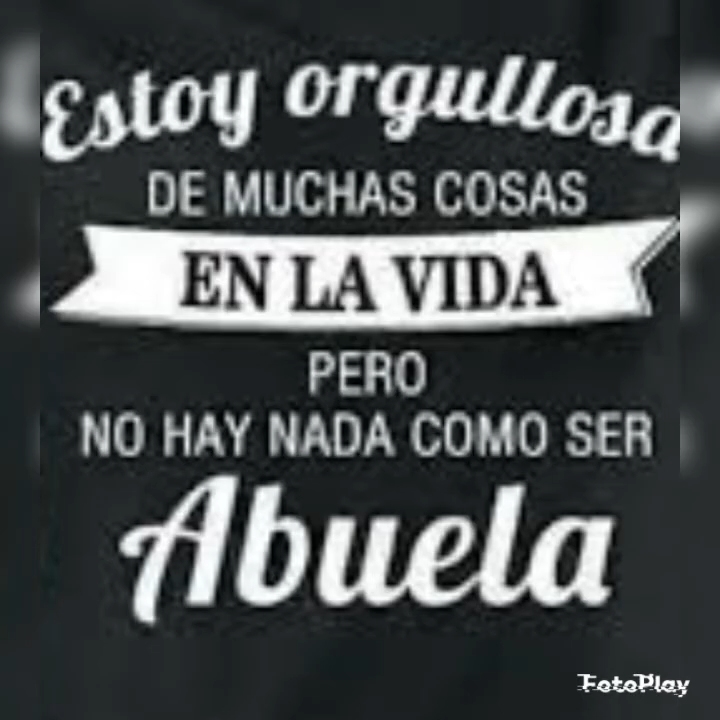 Estoy orgullosa
DE MUCHAS COSAS
EN LA VIDA
PERO
NO HAY NADA COMO SER
Abuela
FotoPlay